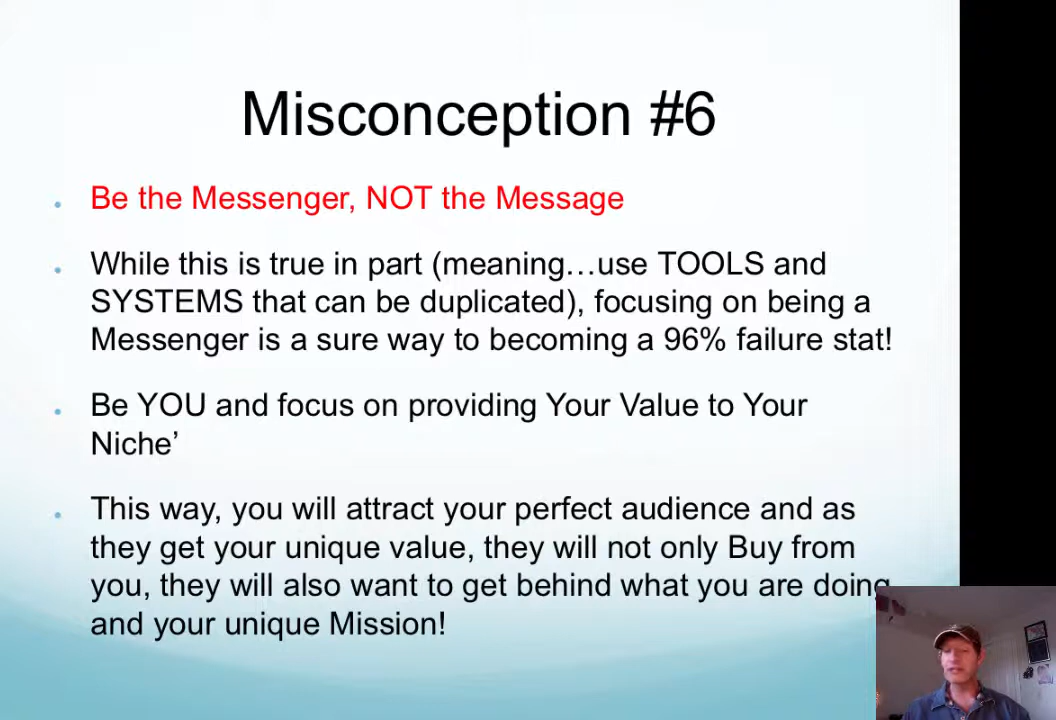 Misconception #6
Be the Messenger, NOT the Message
While this is true in part (meaning…use TOOLS and
SYSTEMS that can be duplicated), focusing on being a
Messenger is a sure way to becoming a 96% failure stat!
Be YOU and focus on providing Your Value to Your
Niche’
This way, you will attract your perfect audience and as
they get your unique value, they will not only Buy from
you, they will also want to get behind what you are doing
and your unique Mission!